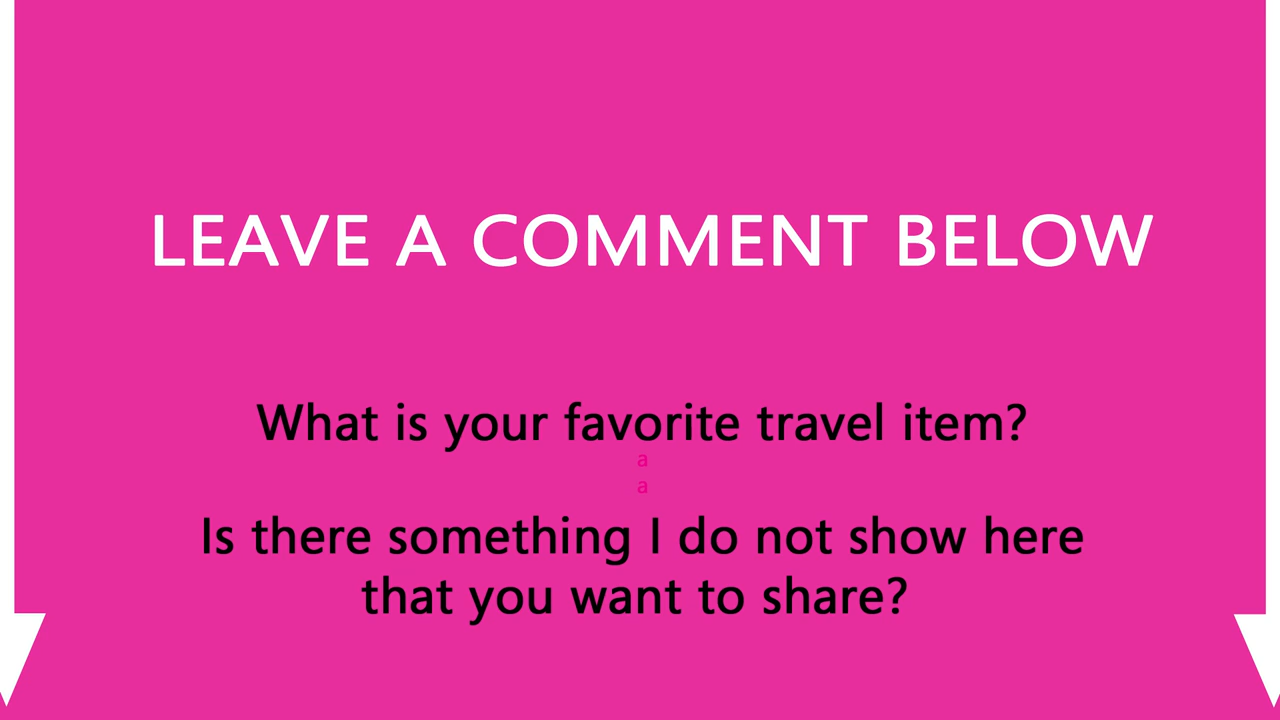 LEAVE A COMMENT BELOW
What is your favorite travel item?
a
a
Is there something I do not show here
that you want to share?